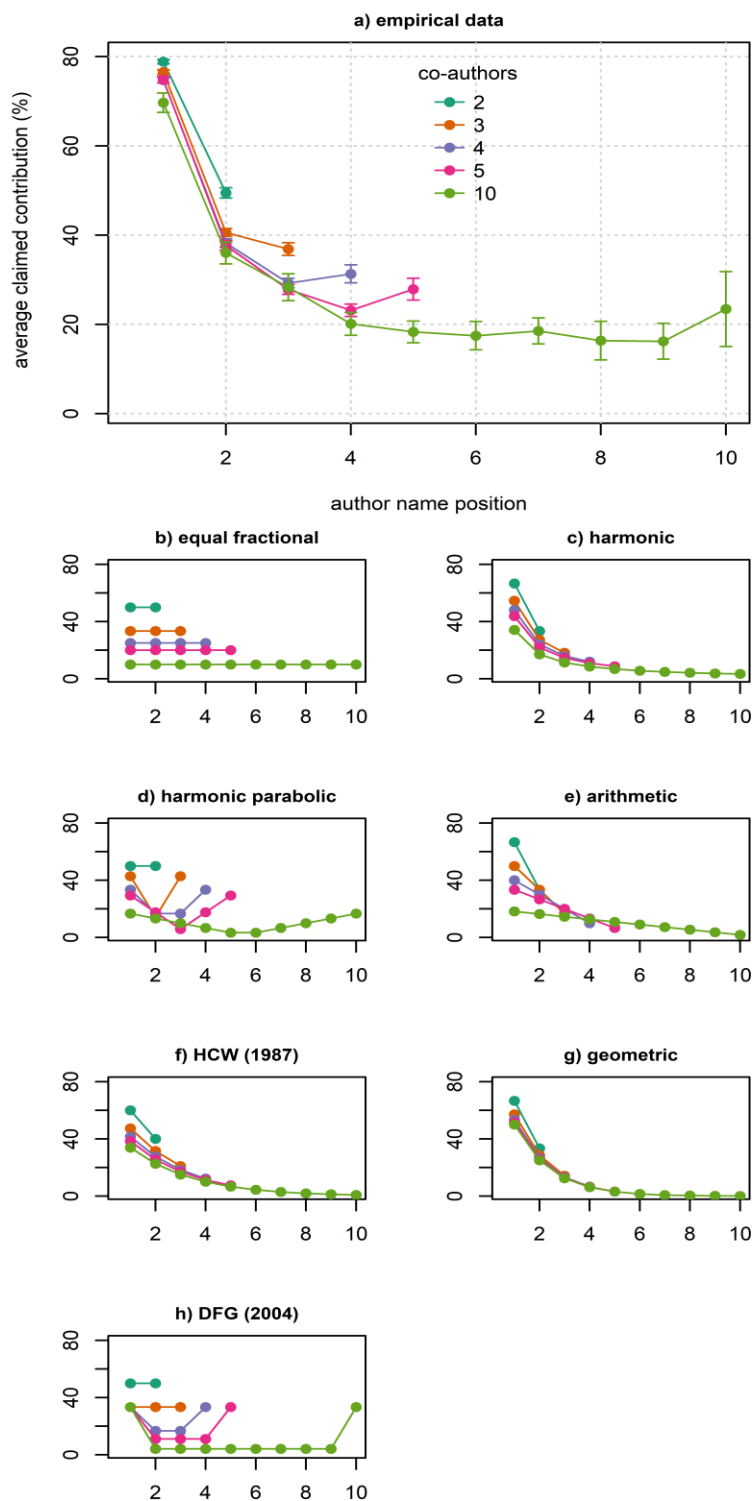 a) empirical data
average claimed contribution (%)
80
60
40
20
0
co-authors
2
3
4
5
10
2 4 6 8 10
author name position
b) equal fractional
80
40
0
2 4 6 8 10
c) harmonic
80
40
0
2 4 6 8 10
d) harmonic parabolic
80
40
0
2 4 6 8 10
e) arithmetic
80
40
0
2 4 6 8 10
f) HCW (1987)
80
40
0
2 4 6 8 10
g) geometric
80
40
0
2 4 6 8 10
h) DFG (2004)
80
40
0
2 4 6 8 10